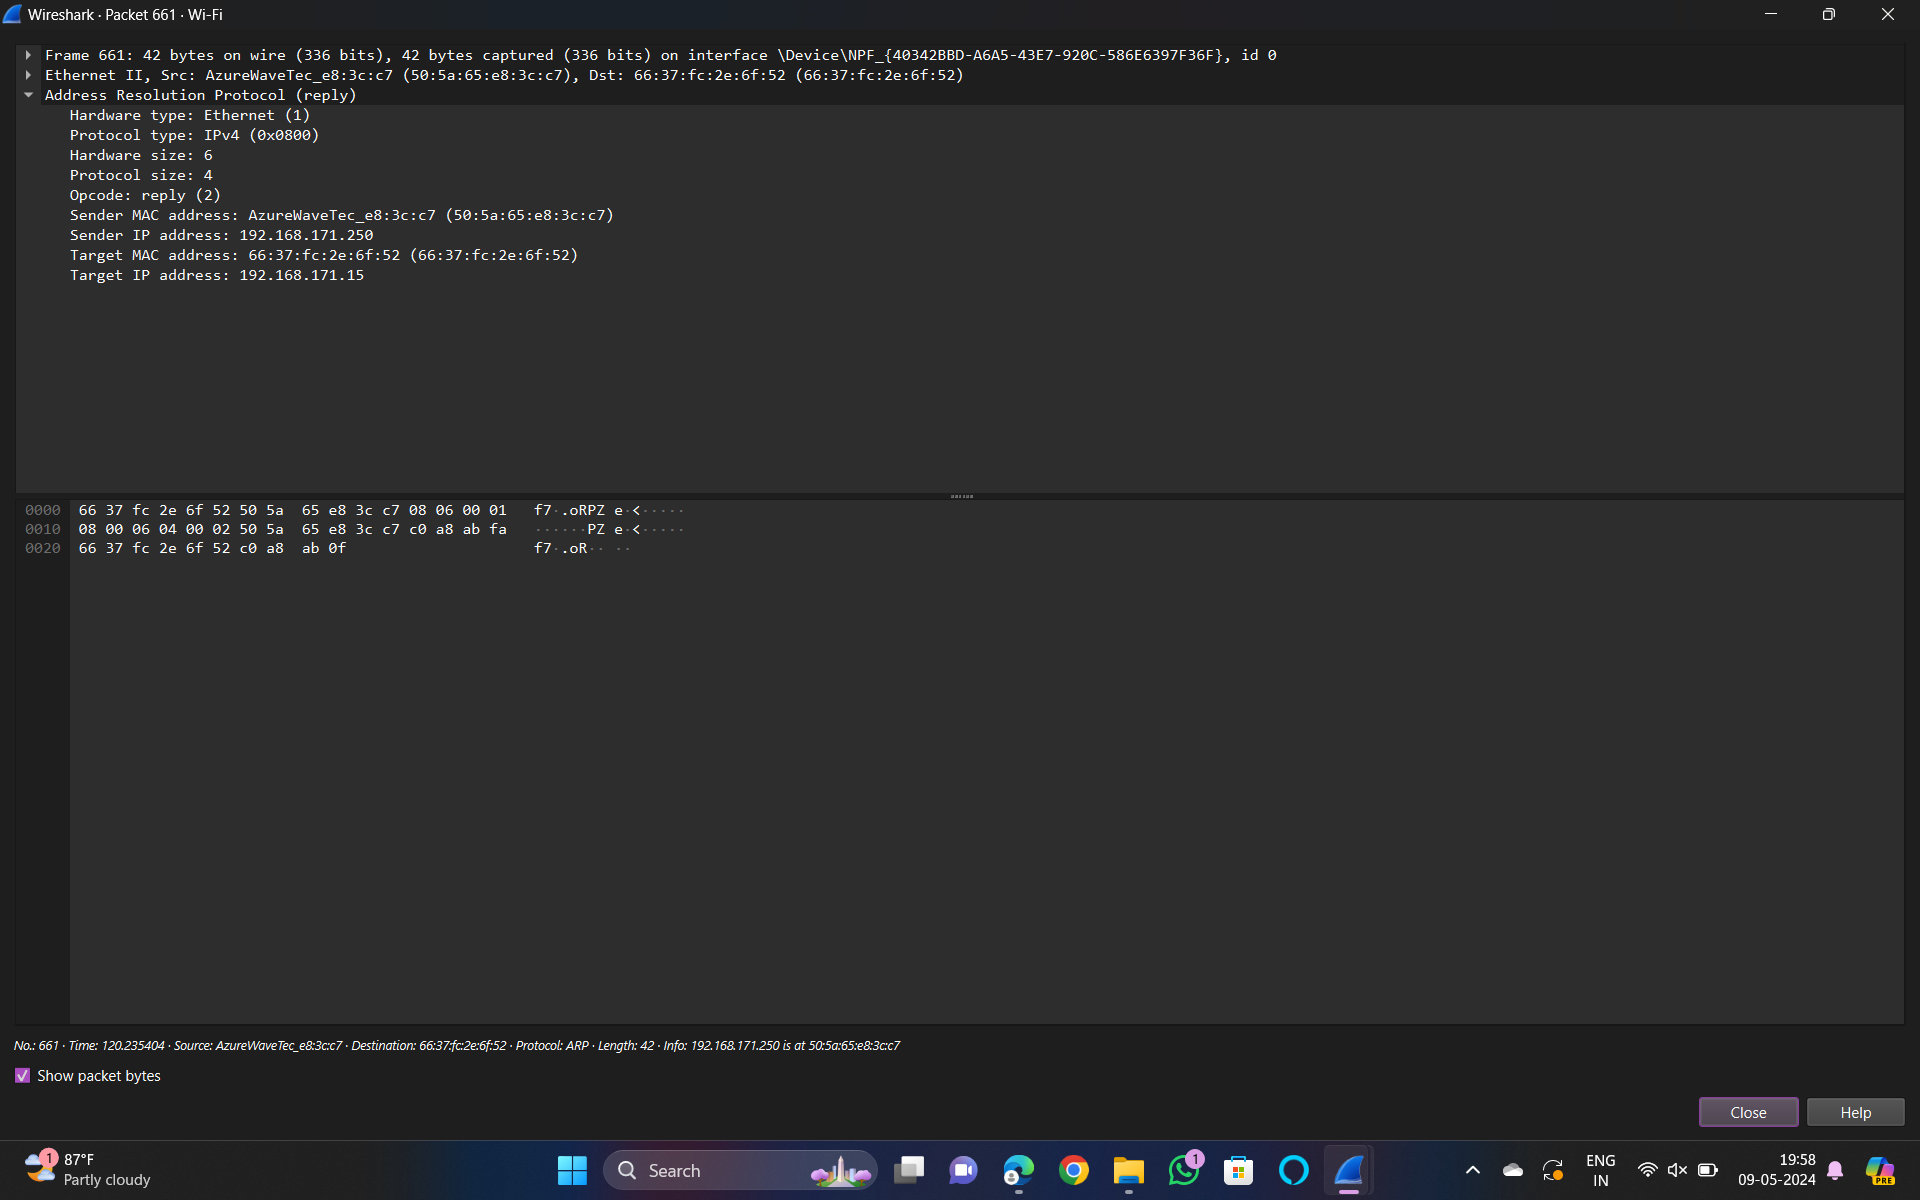 Wireshark · Packet 661 · Wi-Fi
Frame 661: 42 bytes on wire (336 bits), 42 bytes captured (336 bits) on interface \Device\NPF_{40342BBD-A6A5-43E7-920C-586E6397F36F}, id 0
Ethernet II, Src: AzureWaveTec_e8:3c:c7 (50:5a:65:e8:3c:c7), Dst: 66:37:fc:2e:6f:52 (66:37:fc:2e:6f:52)
Address Resolution Protocol (reply)
Hardware type: Ethernet (1)
Protocol type: IPv4 (0x0800)
Hardware size: 6
Protocol size: 4
Opcode: reply (2)
Sender MAC address: AzureWaveTec_e8:3c:c7 (50:5a:65:e8:3c:c7)
Sender IP address: 192.168.171.250
Target MAC address: 66:37:fc:2e:6f:52 (66:37:fc:2e:6f:52)
Target IP address: 192.168.171.15
0000 66 37 fc 2e 6f 52 50 5a 65 e8 3c c7 08 06 00 01 f7·.oRPZ e·<·····
0010 08 00 06 04 00 02 50 5a 65 e8 3c c7 c0 a8 ab fa ······PZ e·<·····
0020 66 37 fc 2e 6f 52 c0 a8 ab 0f f7·.oR·· ··
No.: 661 · Time: 120.235404 · Source: AzureWaveTec_e8:3c:c7 · Destination: 66:37:fc:2e:6f:52 · Protocol: ARP · Length: 42 · Info: 192.168.171.250 is at 50:5a:65:e8:3c:c7
Show packet bytes
Close Help
1 87°F
Partly cloudy
Search
1
ENG
IN
19:58
09-05-2024
PRE